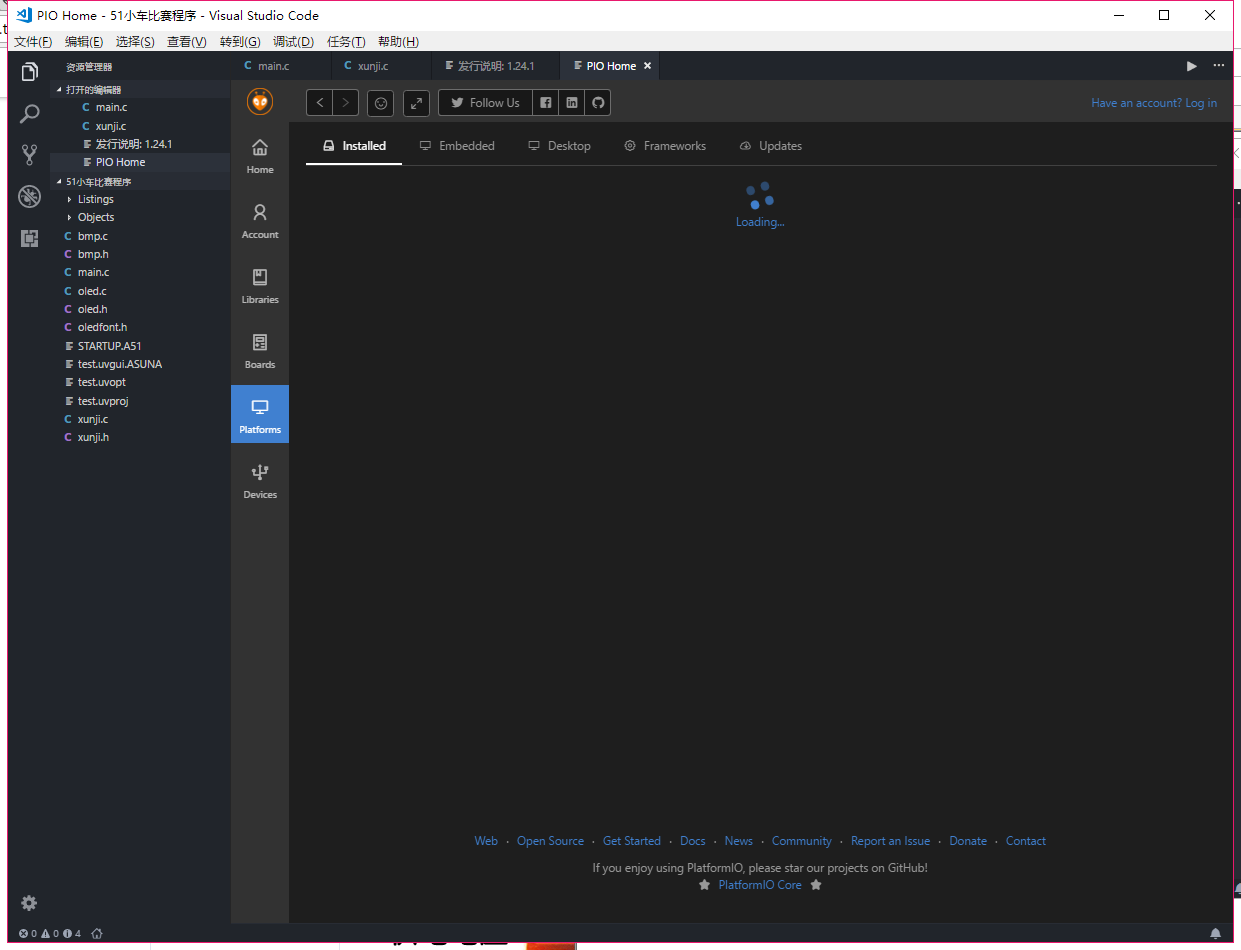 PIO Home - 51小车比赛程序 - Visual Studio Code
文件(F) 编辑(E) 选择(S) 查看(V) 转到(G) 调试(D) 任务(T) 帮助(H)
资源管理器
打开的编辑器
C main.c
C xunji.c
发行说明: 1.24.1
PIO Home
51小车比赛程序
Listings
Objects
C bmp.c
C bmp.h
C main.c
C oled.c
C oled.h
C oledfont.h
STARTUP.A51
test.uvgui.ASUNA
test.uvopt
test.uvproj
C xunji.c
C xunji.h
C main.c C xunji.c 发行说明: 1.24.1 PIO Home
Follow Us
Have an account? Log in
Home
Account
Libraries
Boards
Platforms
Devices
Installed Embedded Desktop Frameworks Updates
Loading...
Web · Open Source · Get Started · Docs · News · Community · Report an Issue · Donate · Contact
If you enjoy using PlatformIO, please star our projects on GitHub!
PlatformIO Core
0 0 4